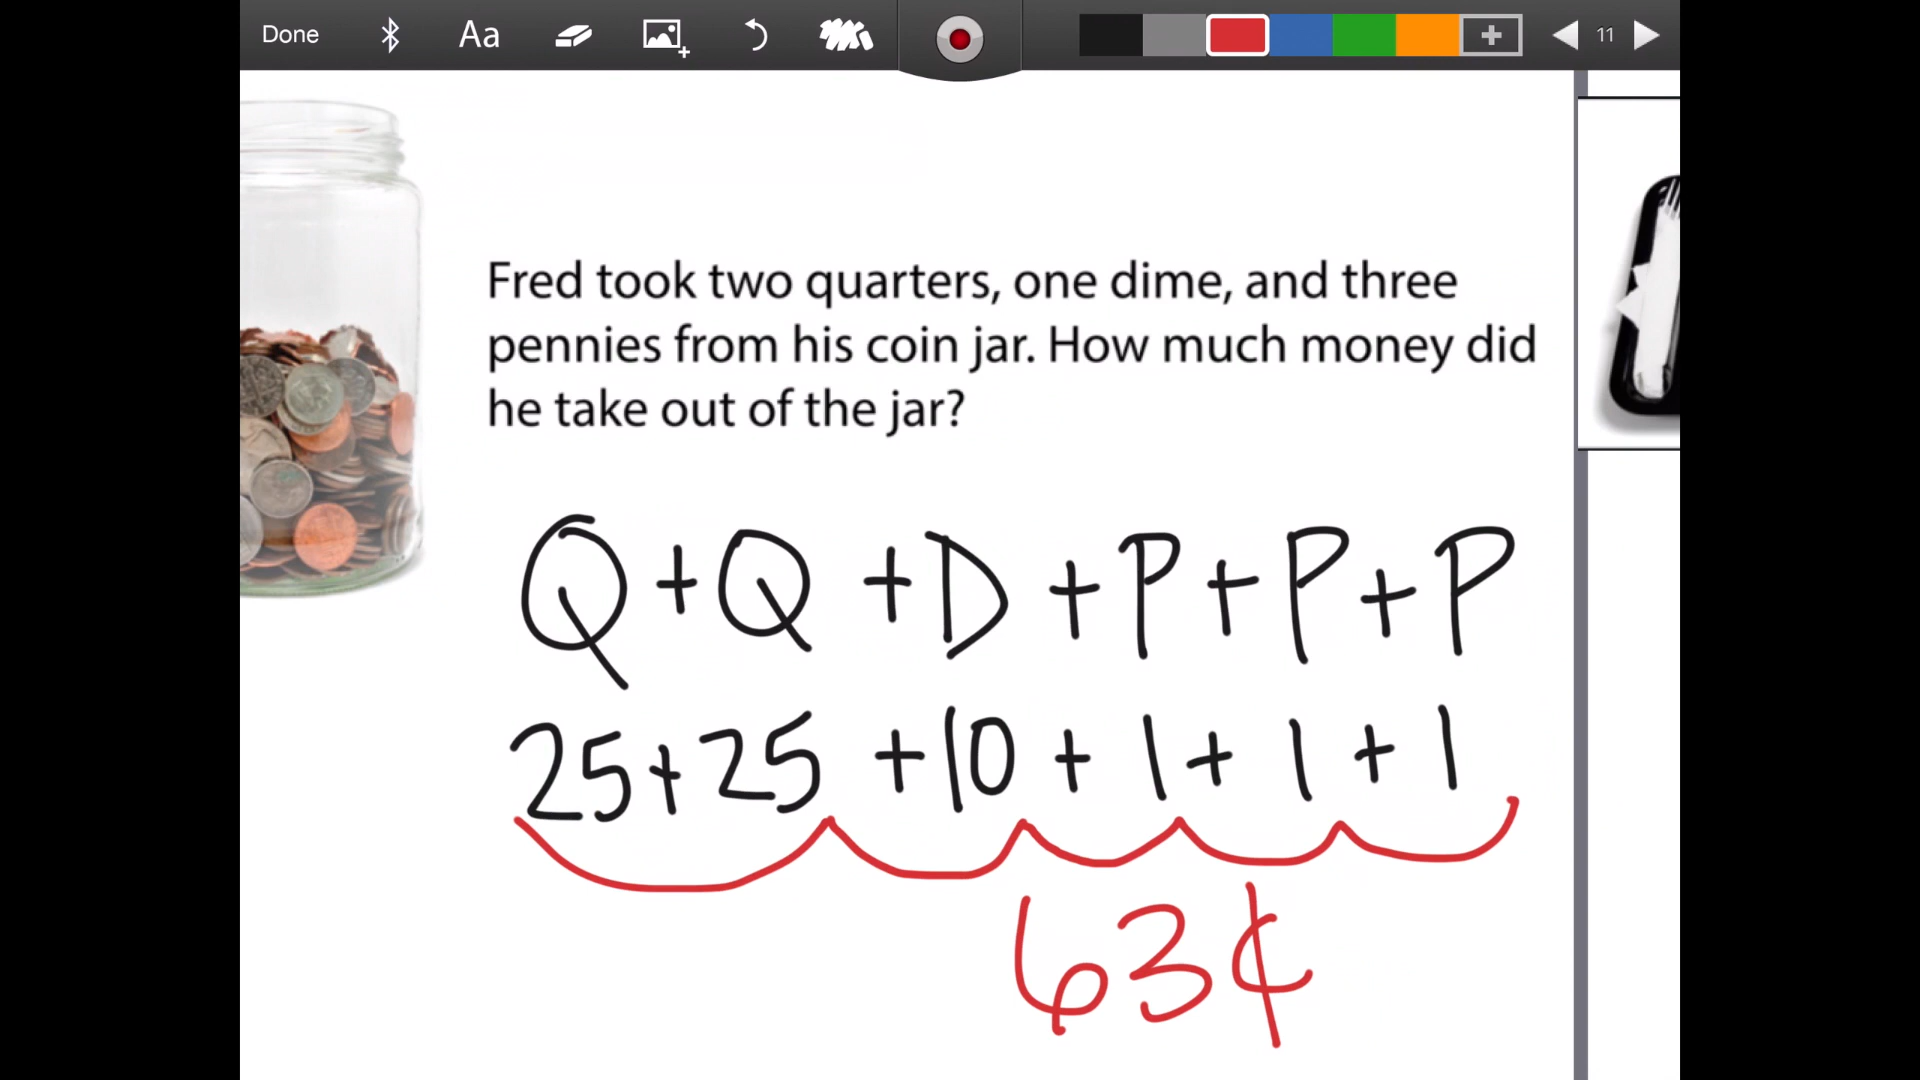 Done Aa 11
Fred took two quarters, one dime, and three
pennies from his coin jar. How much money did
he take out of the jar?
Q + Q + D + P + P + P
25 + 25 + 10 + 1 + 1 + 1
63¢